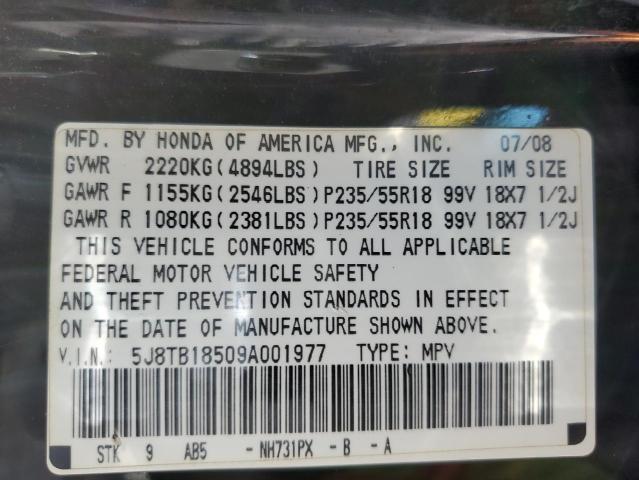 MFD. BY HONDA OF AMERICA MFG., INC. 07/08
GVWR 2220KG(4894LBS) TIRE SIZE RIM SIZE
GAWR F 1155KG(2546LBS)P235/55R18 99V 18X7 1/2J
GAWR R 1080KG(2381LBS)P235/55R18 99V 18X7 1/2J
THIS VEHICLE CONFORMS TO ALL APPLICABLE
FEDERAL MOTOR VEHICLE SAFETY
AND THEFT PREVENTION STANDARDS IN EFFECT
ON THE DATE OF MANUFACTURE SHOWN ABOVE.
V.I.N.: 5J8TB18509A001977 TYPE: MPV
STK 9 AB5 -NH731PX -B -A